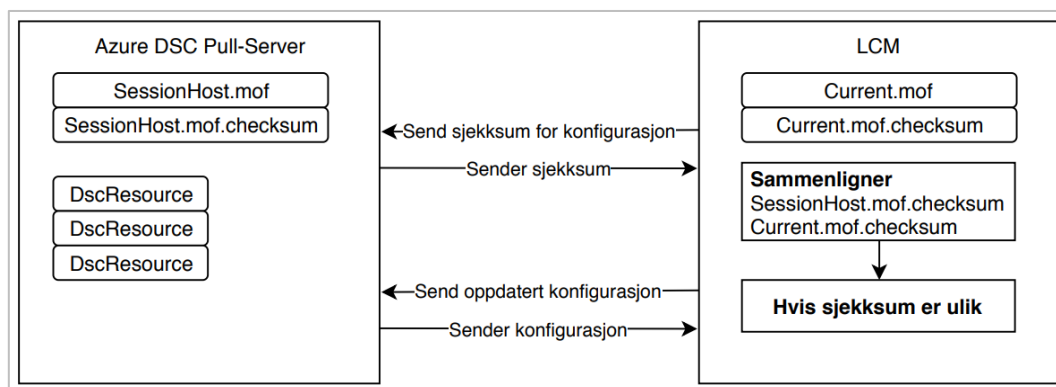 Azure DSC Pull-Server
SessionHost.mof
SessionHost.mof.checksum
DscResource
DscResource
DscResource
Send sjekksum for konfigurasjon
Sender sjekksum
Send oppdatert konfigurasjon
Sender konfigurasjon
LCM
Current.mof
Current.mof.checksum
Sammenligner
SessionHost.mof.checksum
Current.mof.checksum
Hvis sjekksum er ulik